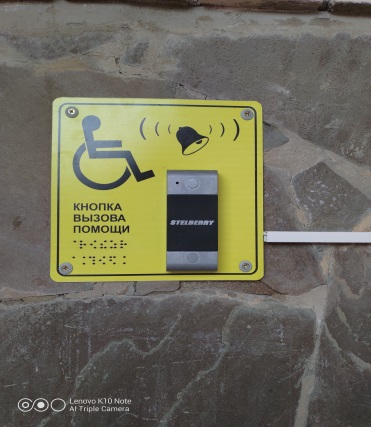 КНОПКА
ВЫЗОВА
ПОМОЩИ
STELBERRY
Lenovo K10 Note
AI Triple Camera